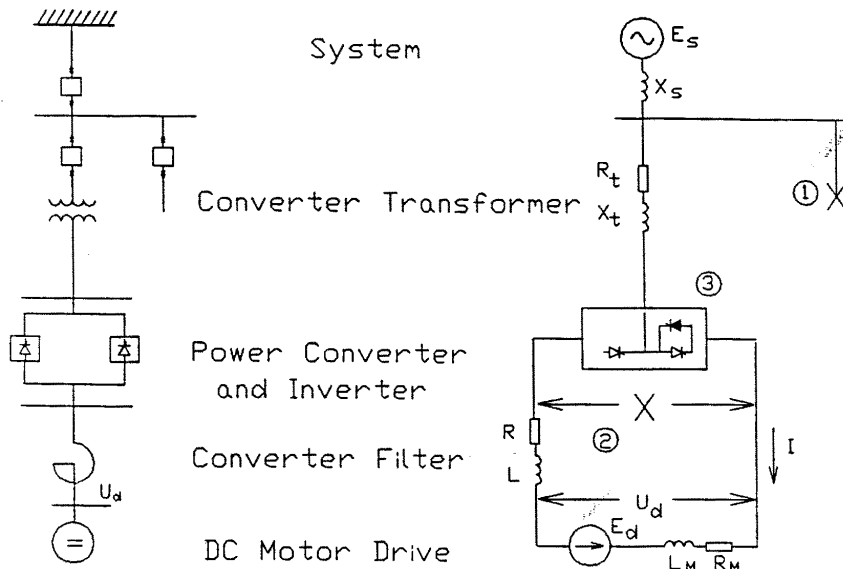 System
Converter Transformer
Power Converter
and Inverter
Converter Filter
Ud
DC Motor Drive
Es
Xs
Rt
Xt
①
③
R
L
②
I
Ud
Ed
LM RM